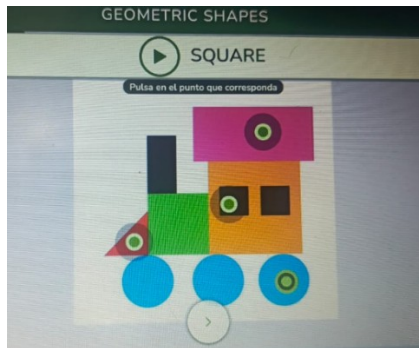 GEOMETRIC SHAPES
SQUARE
Pulsa en el punto que corresponda